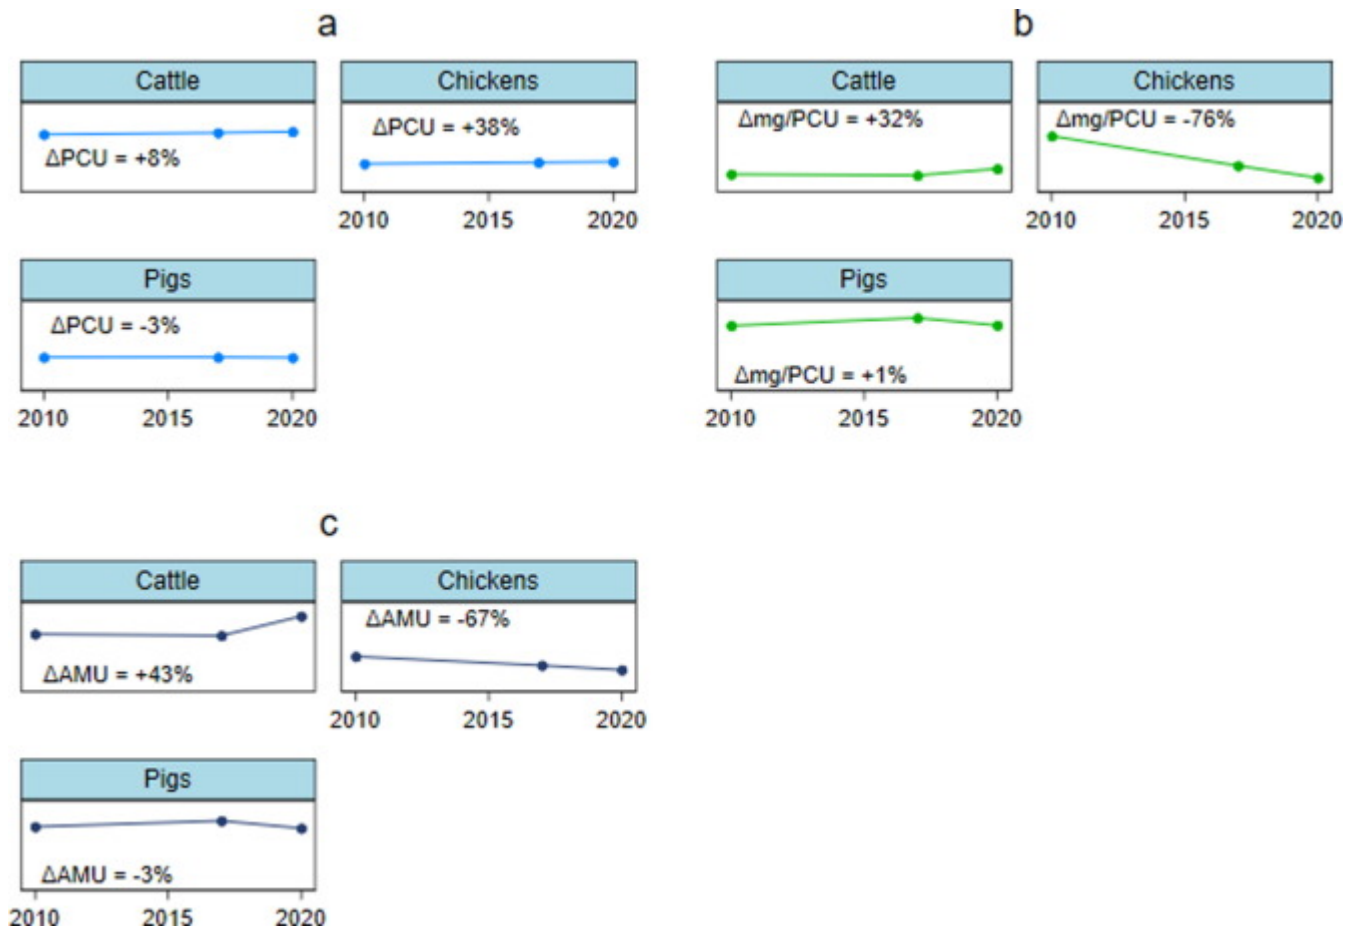 a
Cattle
Chickens
ΔPCU = +8%
ΔPCU = +38%
2010 2015 2020
Pigs
ΔPCU = -3%
2010 2015 2020
b
Cattle
Chickens
Δmg/PCU = +32%
Δmg/PCU = -76%
2010 2015 2020
Pigs
Δmg/PCU = +1%
2010 2015 2020
c
Cattle
Chickens
ΔAMU = +43%
ΔAMU = -67%
2010 2015 2020
Pigs
ΔAMU = -3%
2010 2015 2020